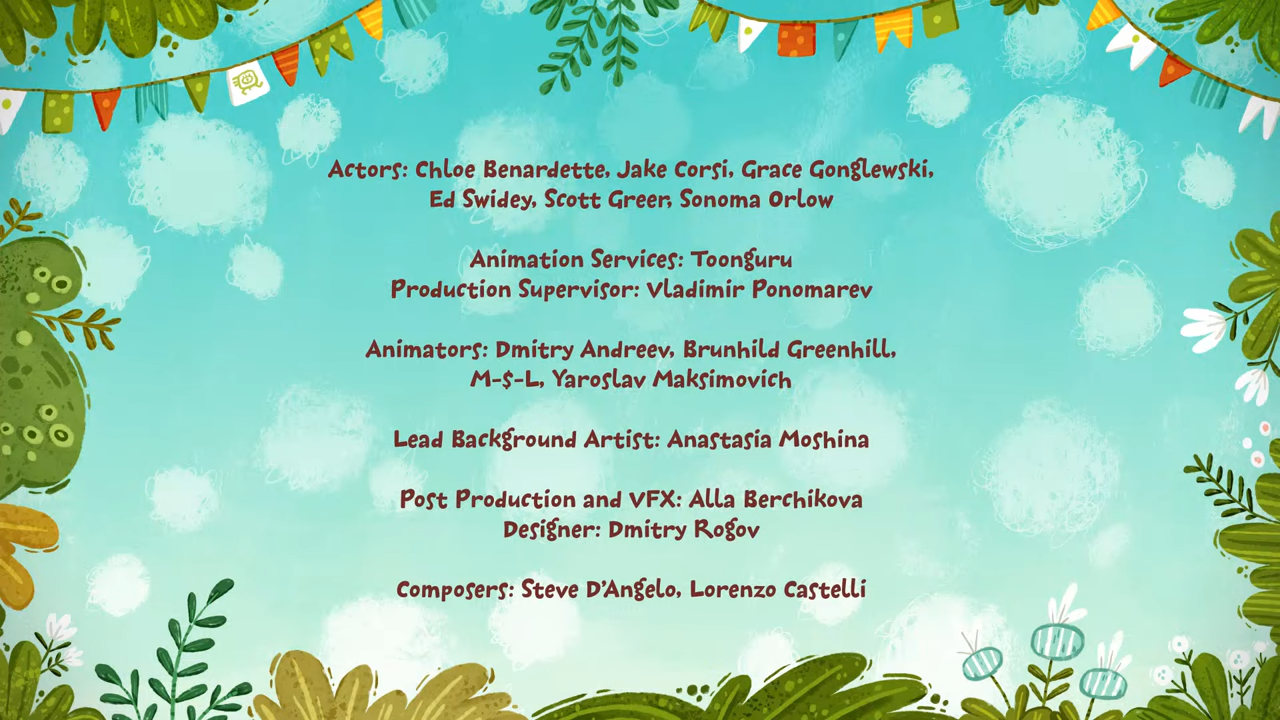 Actors: Chloe Benardette, Jake Corsi, Grace Gonglewski,
Ed Swidey, Scott Greer, Sonoma Orlow
Animation Services: Toonguru
Production Supervisor: Vladimir Ponomarev
Animators: Dmitry Andreev, Brunhild Greenhill,
M-$-L, Yaroslav Maksimovich
Lead Background Artist: Anastasia Moshina
Post Production and VFX: Alla Berchikova
Designer: Dmitry Rogov
Composers: Steve D'Angelo, Lorenzo Castelli